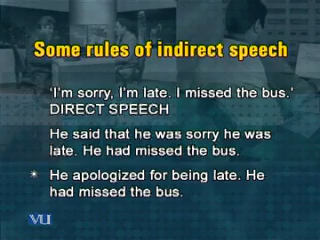 Some rules of indirect speech
‘I’m sorry, I’m late. I missed the bus.’
DIRECT SPEECH
He said that he was sorry he was
late. He had missed the bus.
* He apologized for being late. He
had missed the bus.
VU